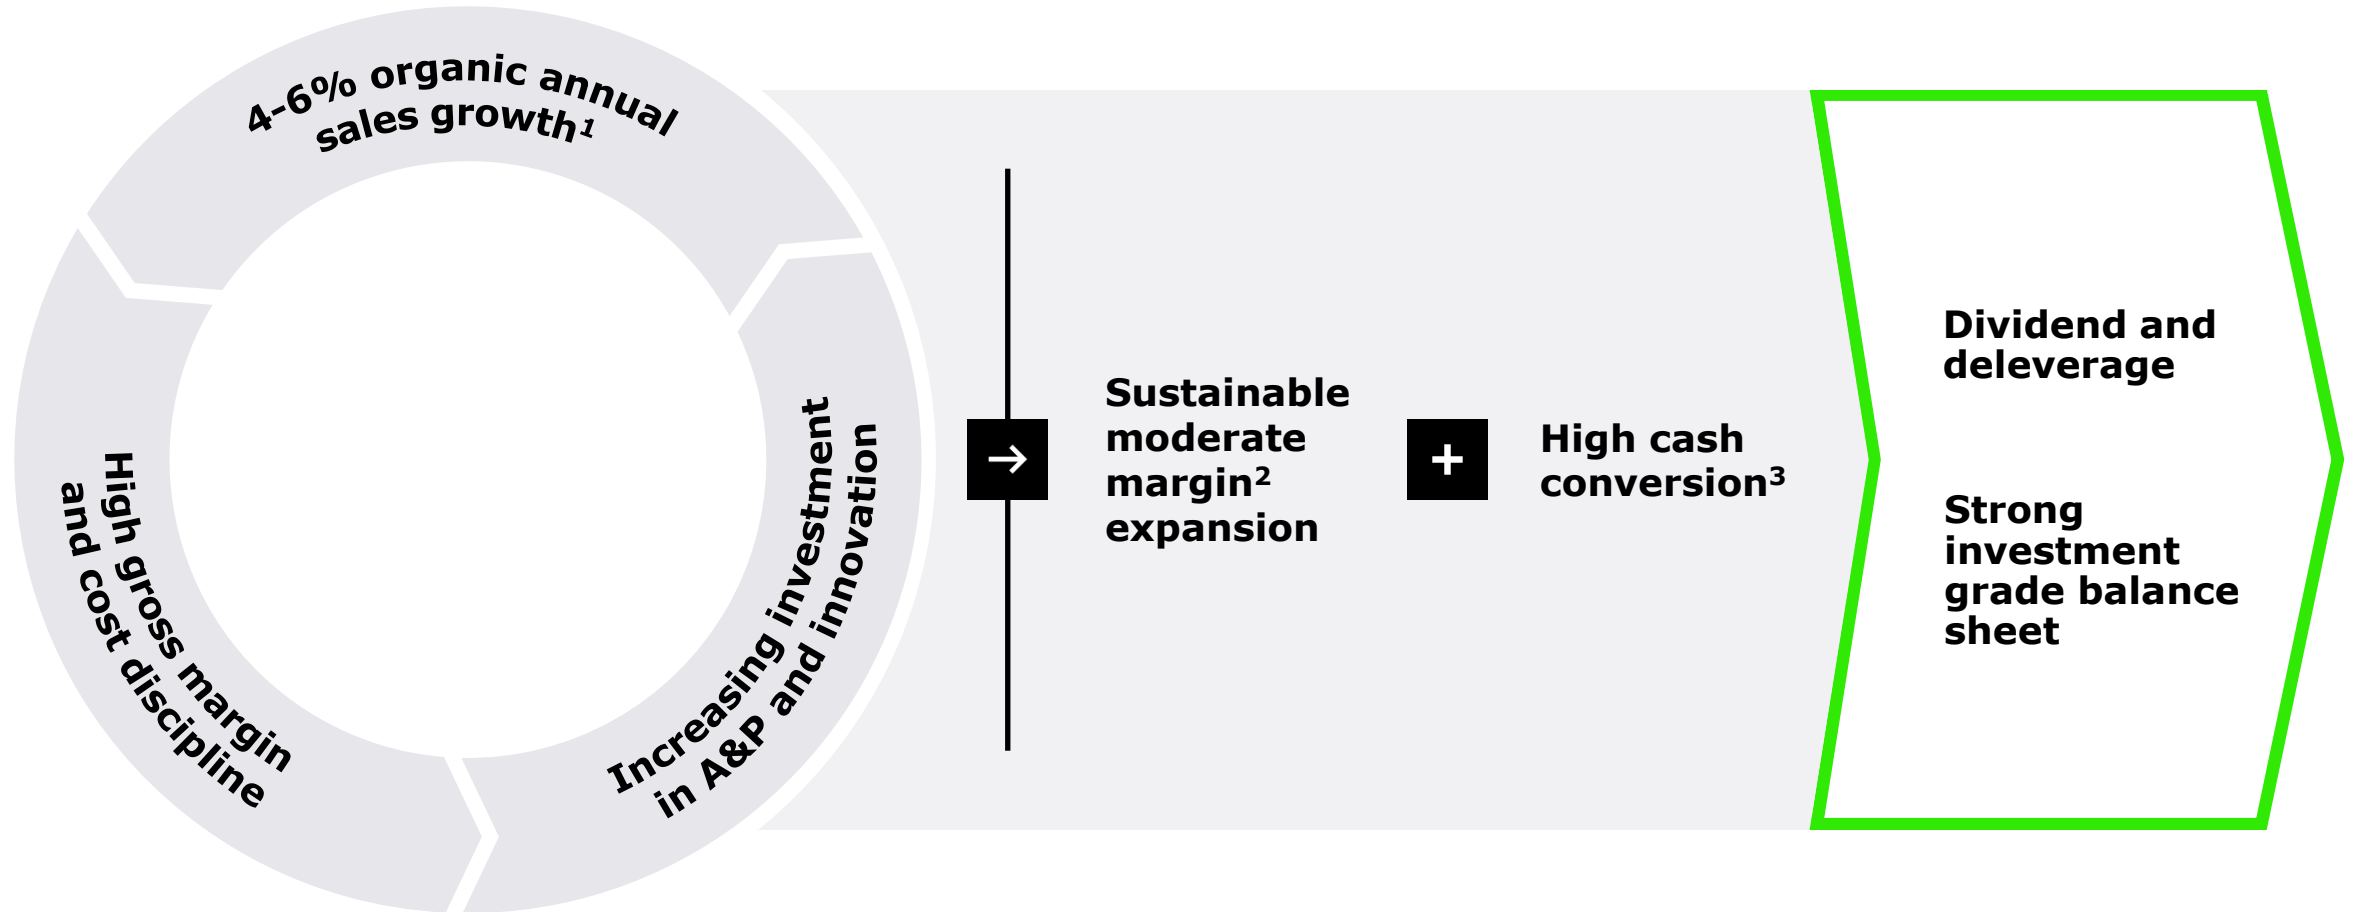 4–6% organic annual
sales growth¹
High gross margin
and cost discipline
Increasing investment
in A&P and innovation
→
Sustainable
moderate
margin²
expansion
+
High cash
conversion³
Dividend and
deleverage
Strong
investment
grade balance
sheet